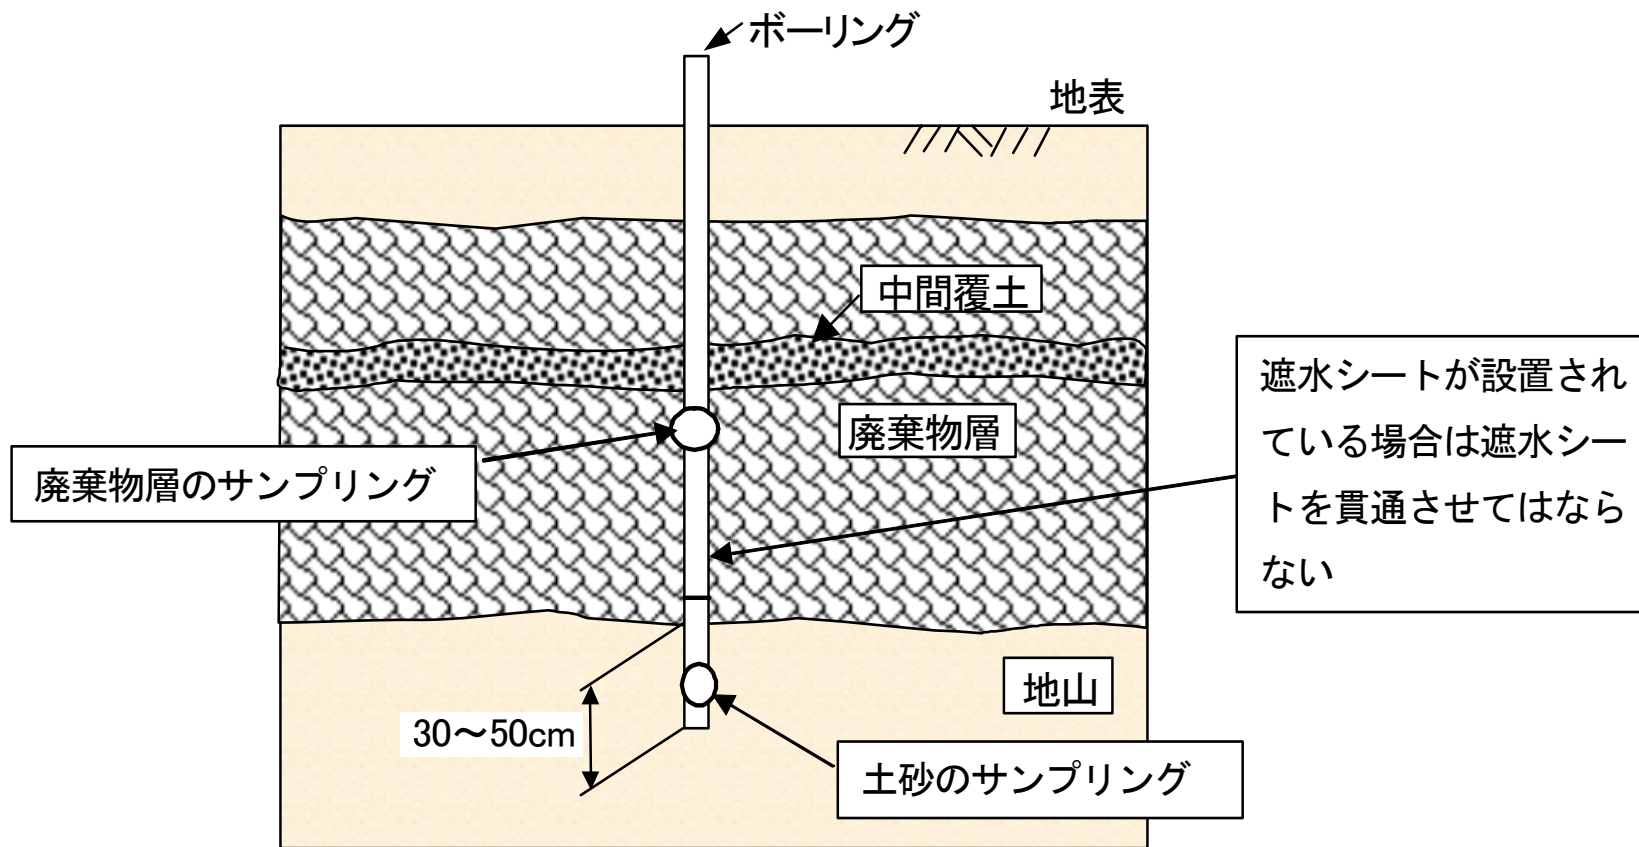 ボーリング
地表
中間覆土
遮水シートが設置され
ている場合は遮水シー
トを貫通させてはなら
ない
廃棄物層
廃棄物層のサンプリング
地山
30～50cm
土砂のサンプリング